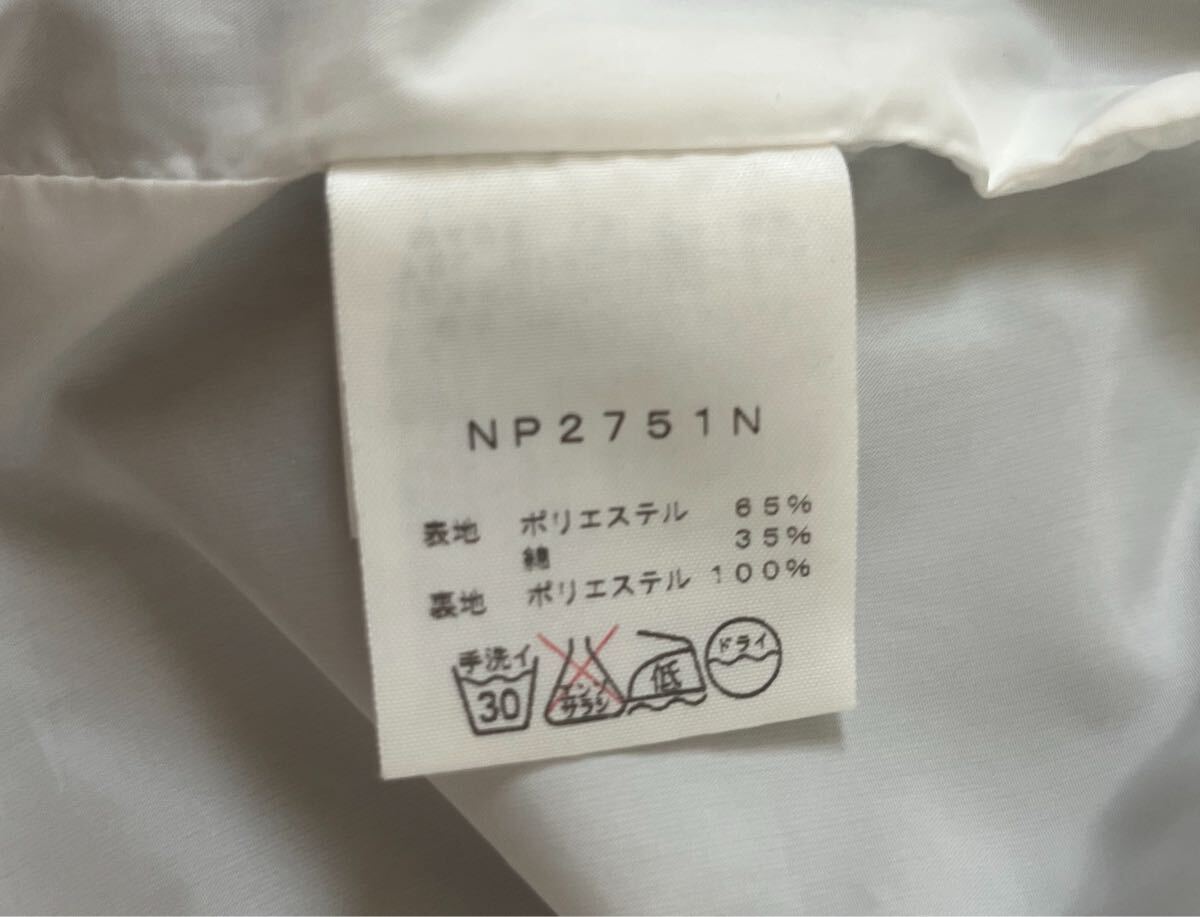 NP2751N
表地 ポリエステル 65%
綿 35%
裏地 ポリエステル 100%
手洗イ 30 エンソ サラシ 低 ドライ